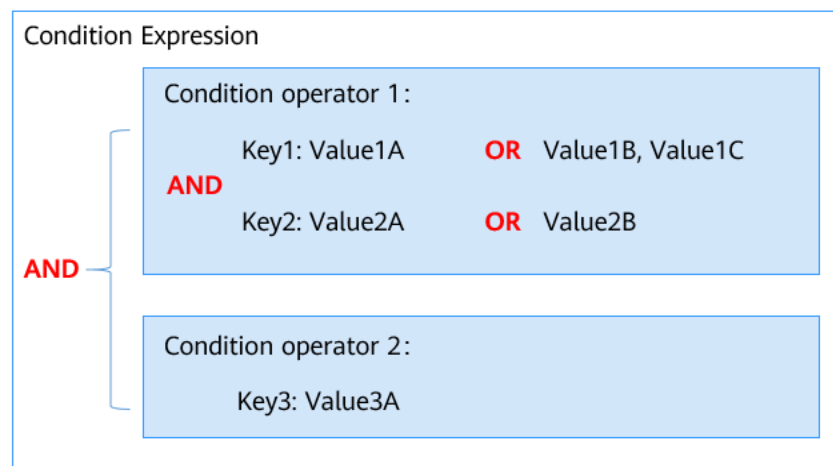 Condition Expression
Condition operator 1:
Key1: Value1A OR Value1B, Value1C
AND
Key2: Value2A OR Value2B
AND
Condition operator 2:
Key3: Value3A